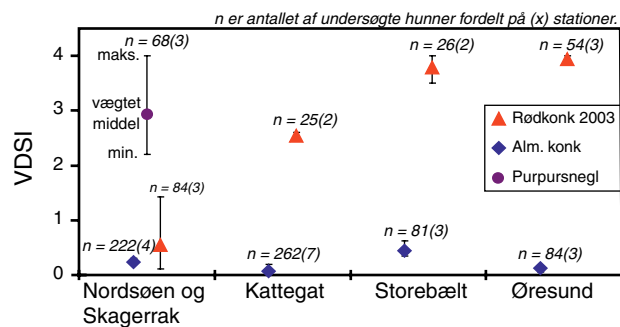 n er antallet af undersøgte hunner fordelt på (x) stationer.
VDSI
4
3
2
1
0
n = 68(3)
maks.
vægtet
middel
min.
n = 84(3)
n = 222(4)
n = 25(2)
n = 262(7)
n = 26(2)
n = 81(3)
n = 54(3)
n = 84(3)
Rødkonk 2003
Alm. konk
Purpursnegl
Nordsøen og
Skagerrak
Kattegat
Storebælt
Øresund